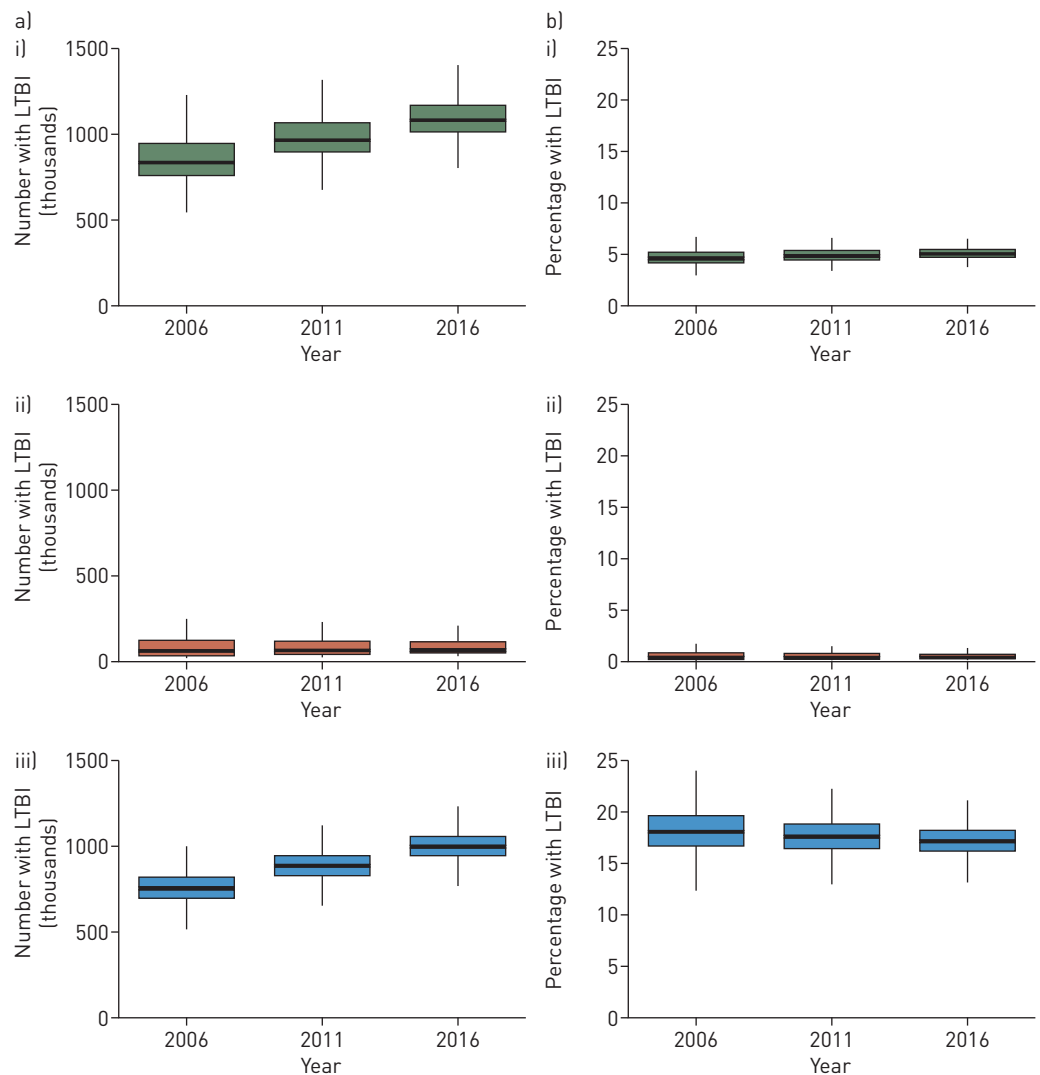 a)
i)
Number with LTBI
(thousands)
1500
1000
500
0
2006 2011 2016
Year
b)
i)
Percentage with LTBI
25
20
15
10
5
0
2006 2011 2016
Year
ii)
Number with LTBI
(thousands)
1500
1000
500
0
2006 2011 2016
Year
ii)
Percentage with LTBI
25
20
15
10
5
0
2006 2011 2016
Year
iii)
Number with LTBI
(thousands)
1500
1000
500
0
2006 2011 2016
Year
iii)
Percentage with LTBI
25
20
15
10
5
0
2006 2011 2016
Year